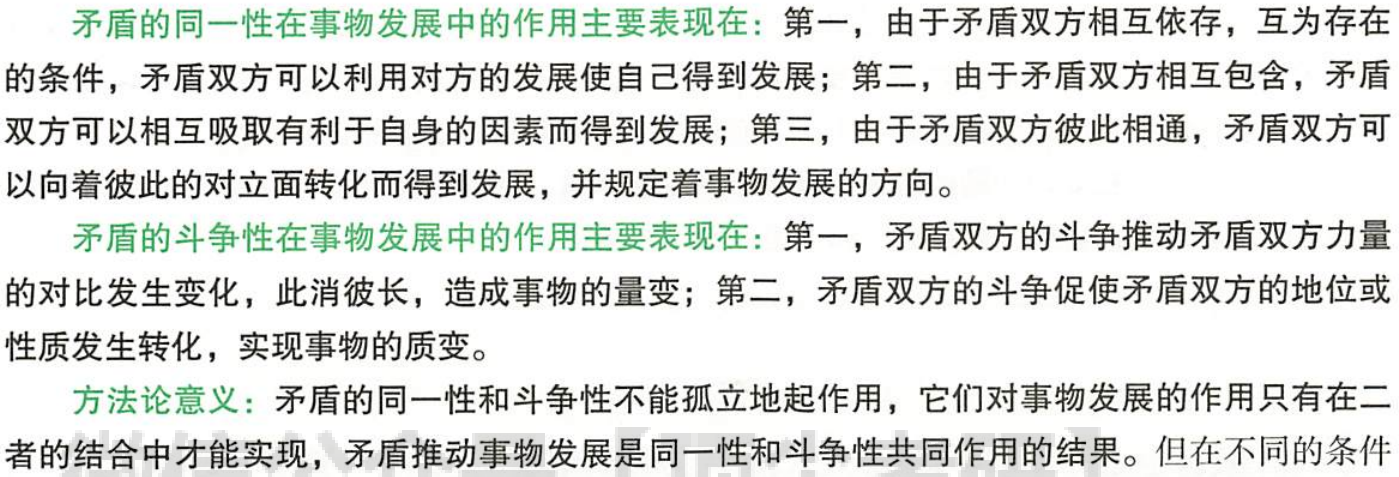 矛盾的同一性在事物发展中的作用主要表现在：第一，由于矛盾双方相互依存，互为存在
的条件，矛盾双方可以利用对方的发展使自己得到发展；第二，由于矛盾双方相互包含，矛盾
双方可以相互吸取有利于自身的因素而得到发展；第三，由于矛盾双方彼此相通，矛盾双方可
以向着彼此的对立面转化而得到发展，并规定着事物发展的方向。
矛盾的斗争性在事物发展中的作用主要表现在：第一，矛盾双方的斗争推动矛盾双方力量
的对比发生变化，此消彼长，造成事物的量变；第二，矛盾双方的斗争促使矛盾双方的地位或
性质发生转化，实现事物的质变。
方法论意义：矛盾的同一性和斗争性不能孤立地起作用，它们对事物发展的作用只有在二
者的结合中才能实现，矛盾推动事物发展是同一性和斗争性共同作用的结果。但在不同的条件